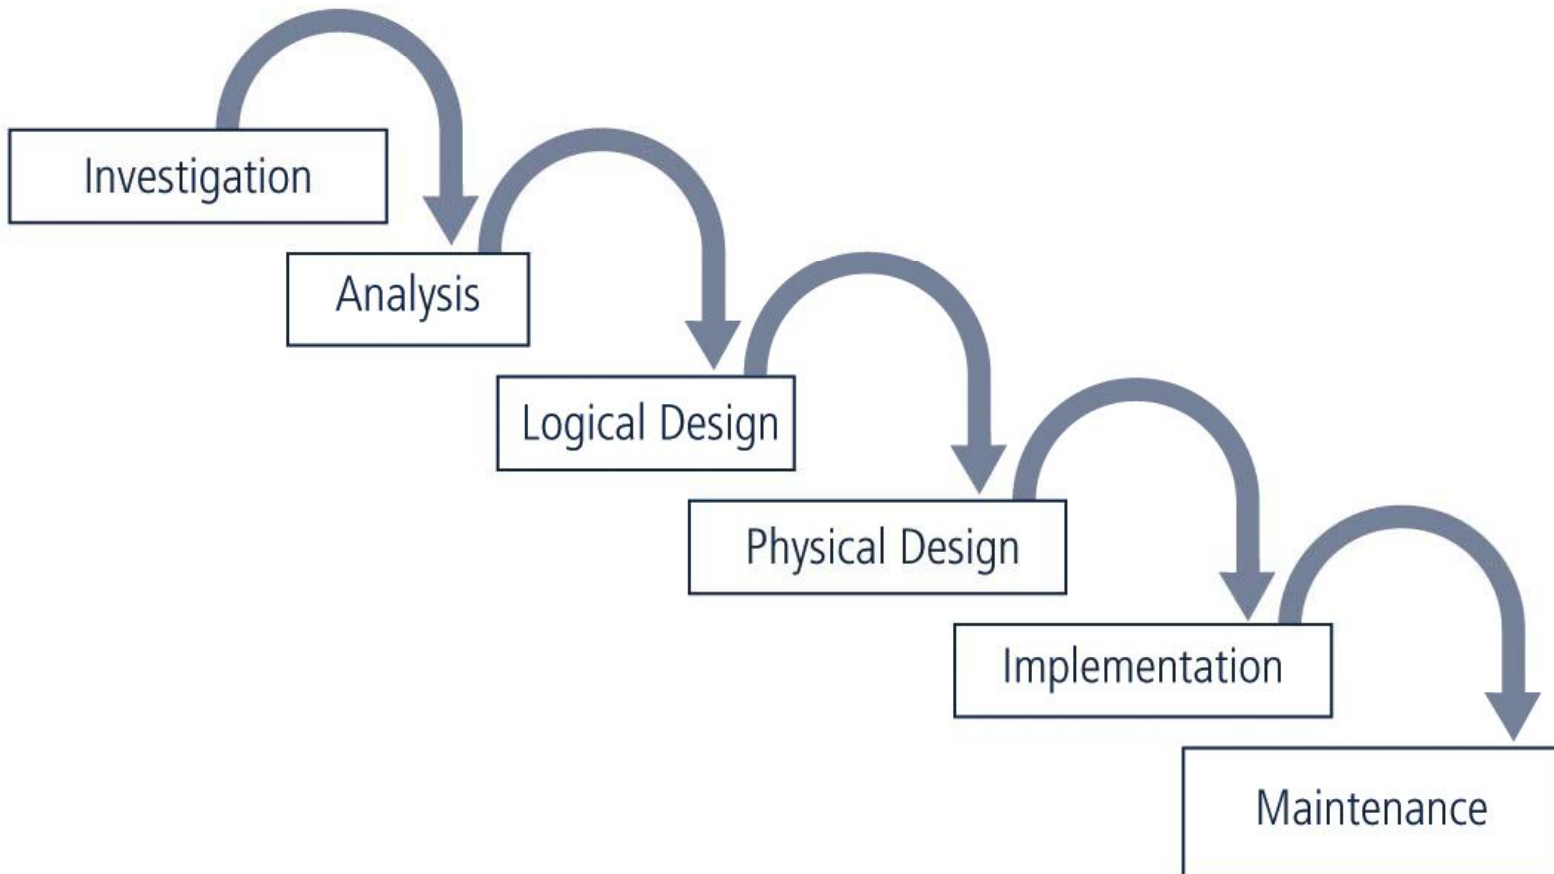 Investigation
Analysis
Logical Design
Physical Design
Implementation
Maintenance